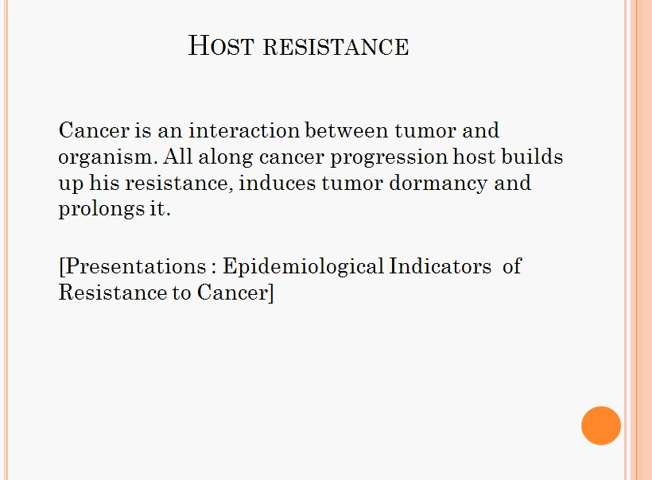 HOST RESISTANCE
Cancer is an interaction between tumor and
organism. All along cancer progression host builds
up his resistance, induces tumor dormancy and
prolongs it.
[Presentations : Epidemiological Indicators of
Resistance to Cancer]